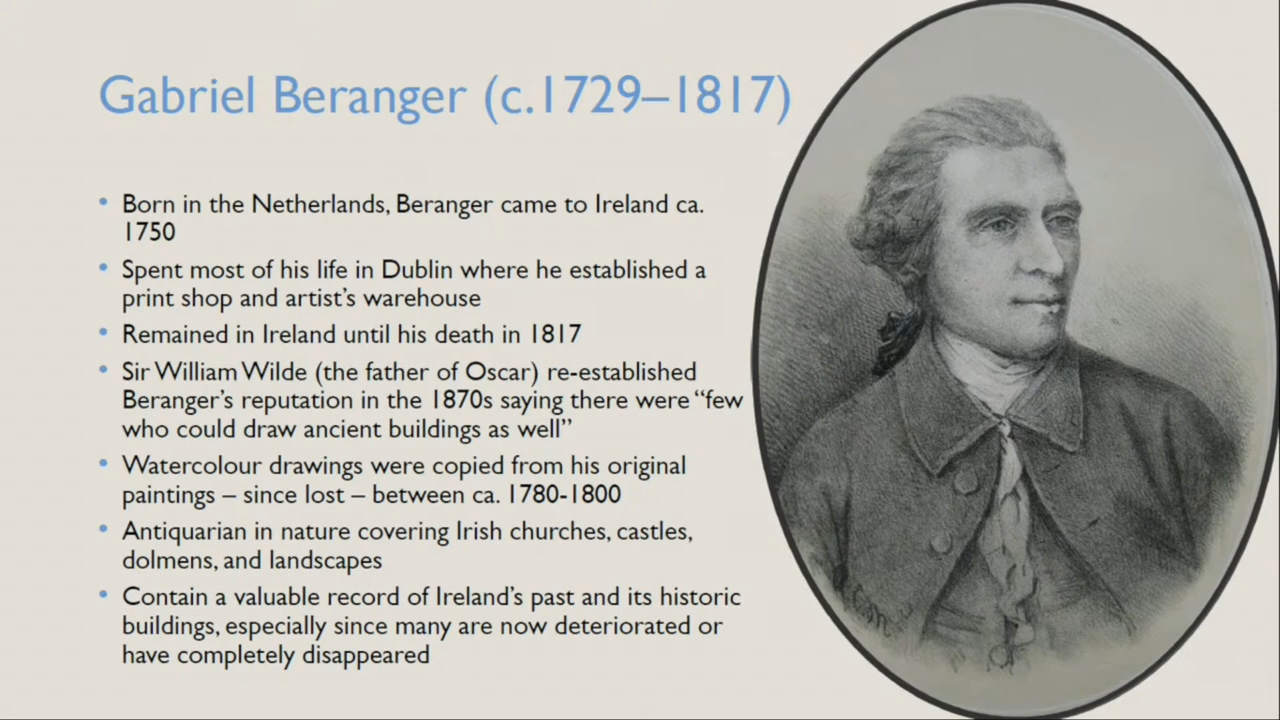 Gabriel Beranger (c.1729–1817)
• Born in the Netherlands, Beranger came to Ireland ca.
1750
• Spent most of his life in Dublin where he established a
print shop and artist's warehouse
• Remained in Ireland until his death in 1817
• Sir William Wilde (the father of Oscar) re-established
Beranger's reputation in the 1870s saying there were “few
who could draw ancient buildings as well”
• Watercolour drawings were copied from his original
paintings – since lost – between ca. 1780-1800
• Antiquarian in nature covering Irish churches, castles,
dolmens, and landscapes
• Contain a valuable record of Ireland's past and its historic
buildings, especially since many are now deteriorated or
have completely disappeared